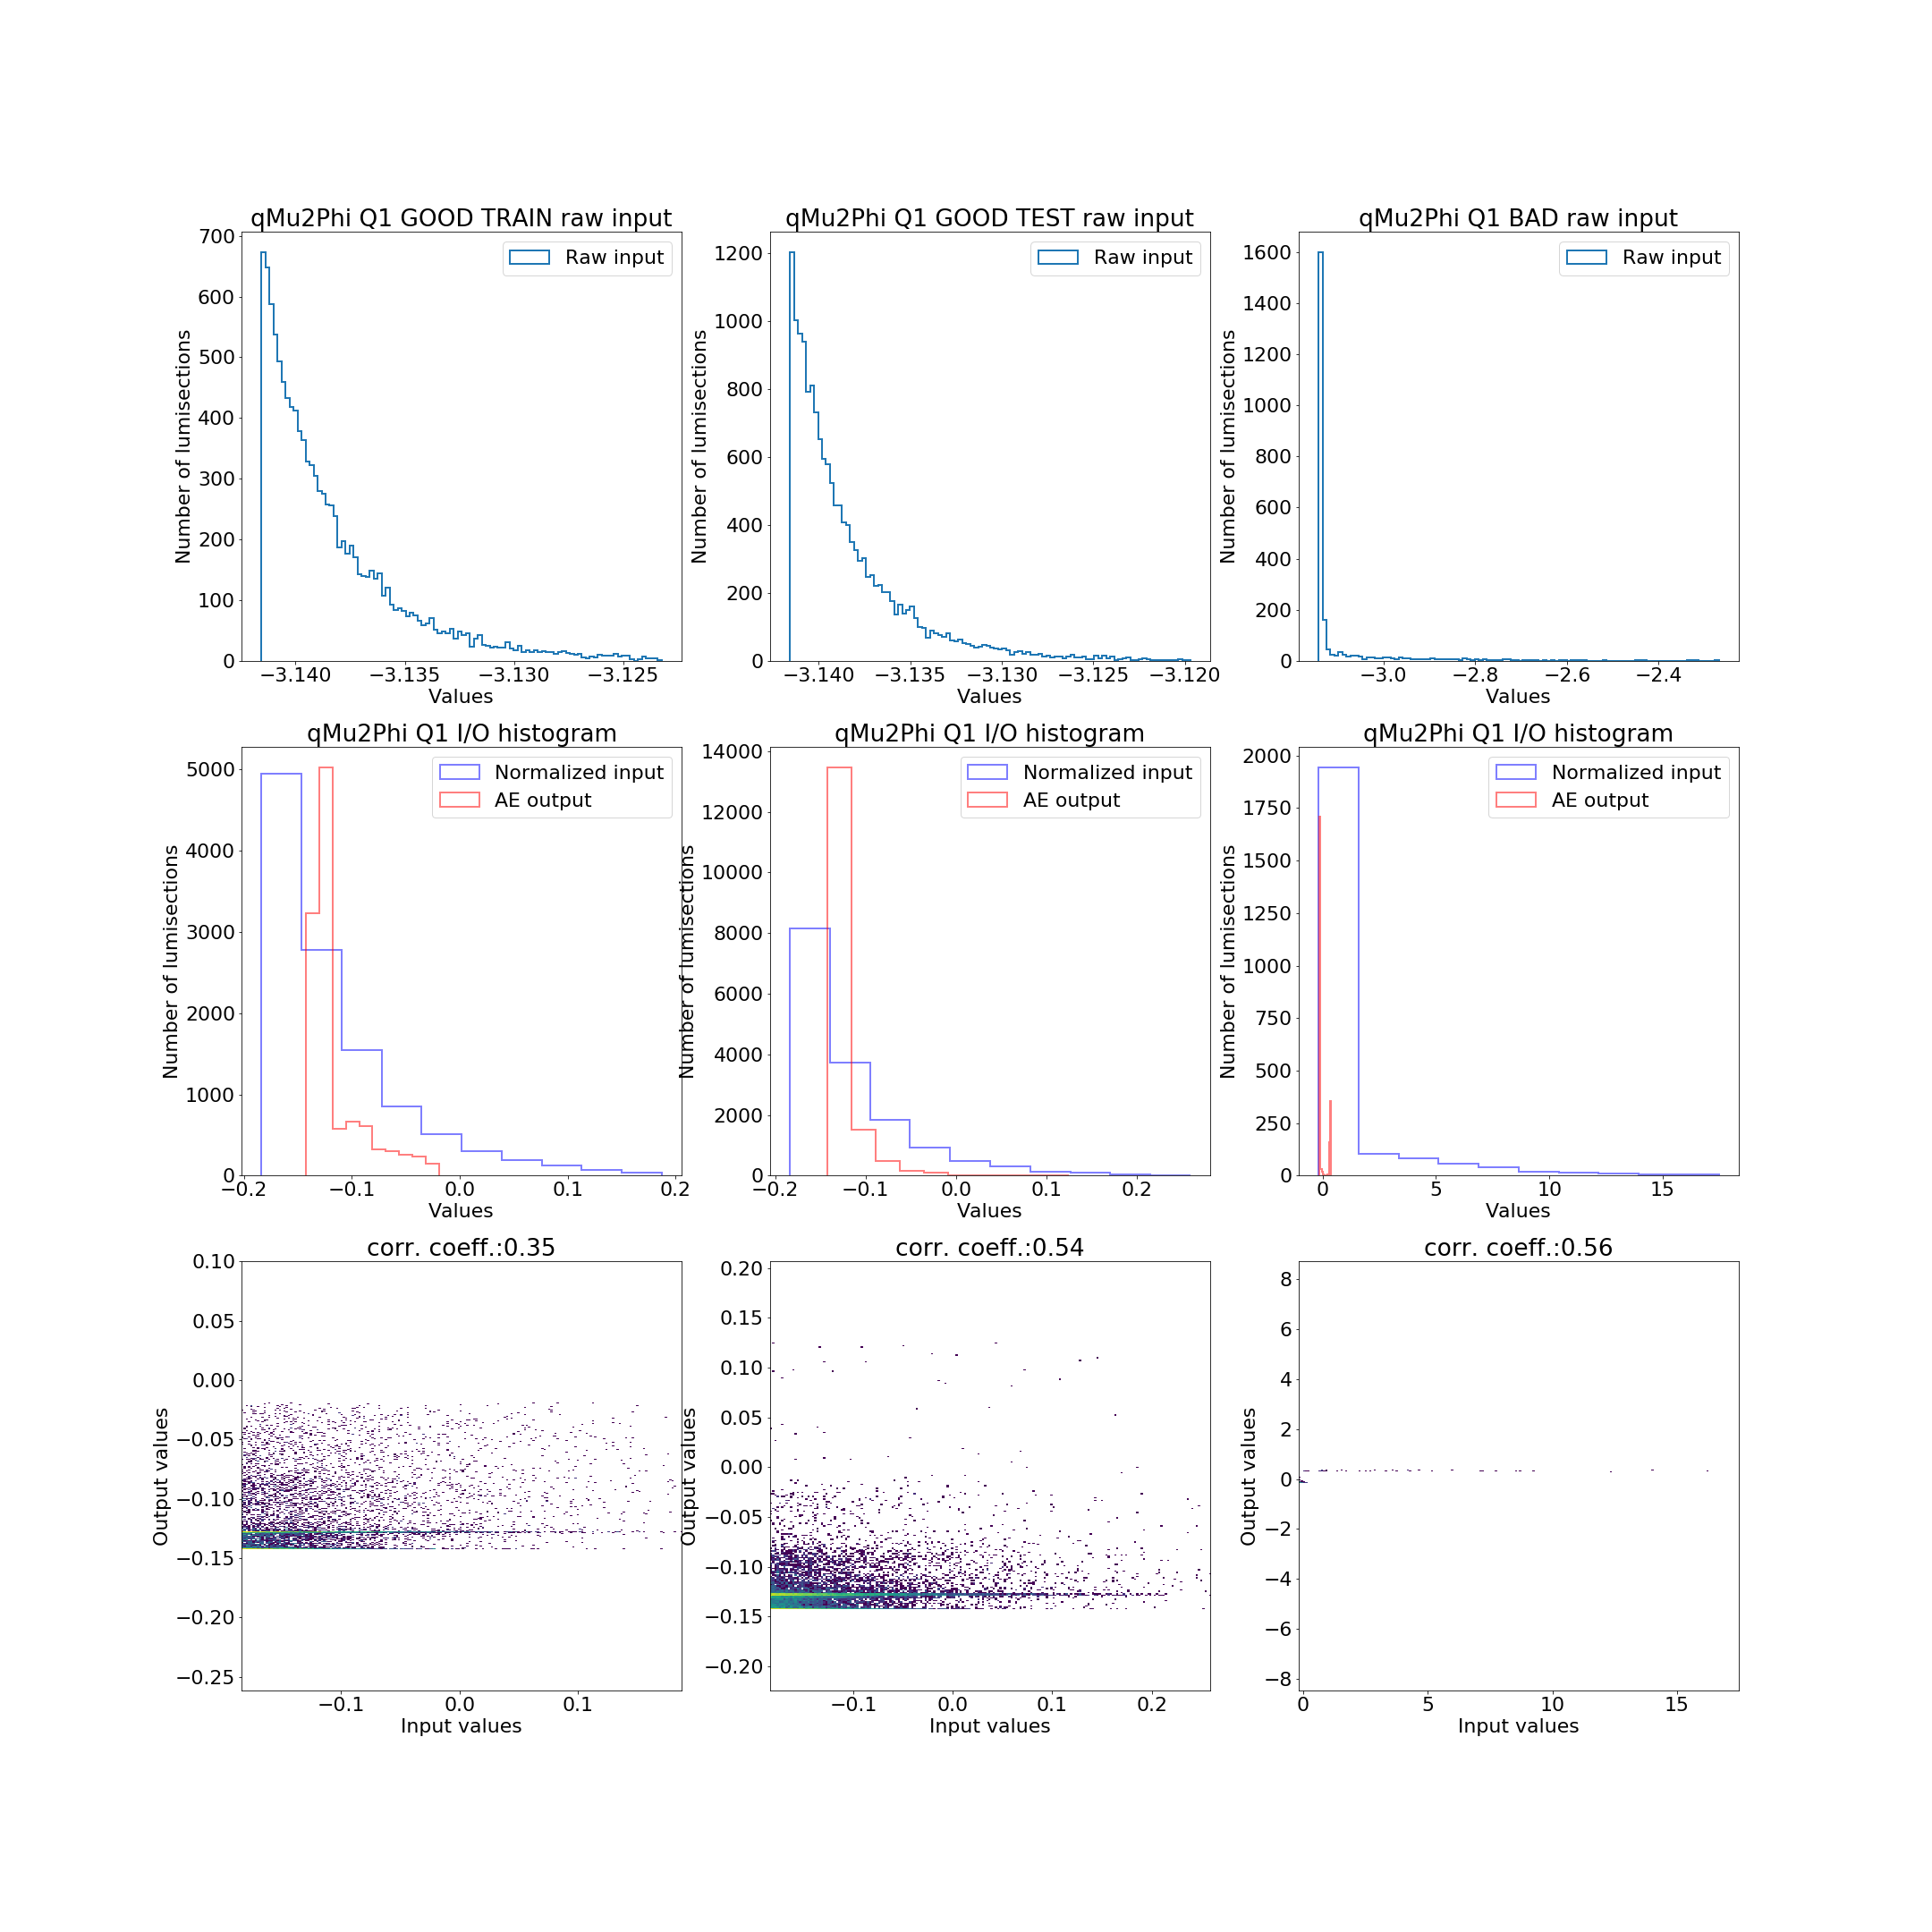 qMu2Phi Q1 GOOD TRAIN raw input
Number of lumisections
700
600
500
400
300
200
100
0
Raw input
−3.140 −3.135 −3.130 −3.125
Values
qMu2Phi Q1 GOOD TEST raw input
Number of lumisections
1200
1000
800
600
400
200
0
Raw input
−3.140 −3.135 −3.130 −3.125 −3.120
Values
qMu2Phi Q1 BAD raw input
Number of lumisections
1600
1400
1200
1000
800
600
400
200
0
Raw input
−3.0 −2.8 −2.6 −2.4
Values
qMu2Phi Q1 I/O histogram
Number of lumisections
5000
4000
3000
2000
1000
0
Normalized input
AE output
−0.2 −0.1 0.0 0.1 0.2
Values
qMu2Phi Q1 I/O histogram
Number of lumisections
14000
12000
10000
8000
6000
4000
2000
0
Normalized input
AE output
−0.2 −0.1 0.0 0.1 0.2
Values
qMu2Phi Q1 I/O histogram
Number of lumisections
2000
1750
1500
1250
1000
750
500
250
0
Normalized input
AE output
0 5 10 15
Values
corr. coeff.:0.35
Output values
0.10
0.05
0.00
−0.05
−0.10
−0.15
−0.20
−0.25
−0.1 0.0 0.1
Input values
corr. coeff.:0.54
Output values
0.20
0.15
0.10
0.05
0.00
−0.05
−0.10
−0.15
−0.20
−0.1 0.0 0.1 0.2
Input values
corr. coeff.:0.56
Output values
8
6
4
2
0
−2
−4
−6
−8
0 5 10 15
Input values